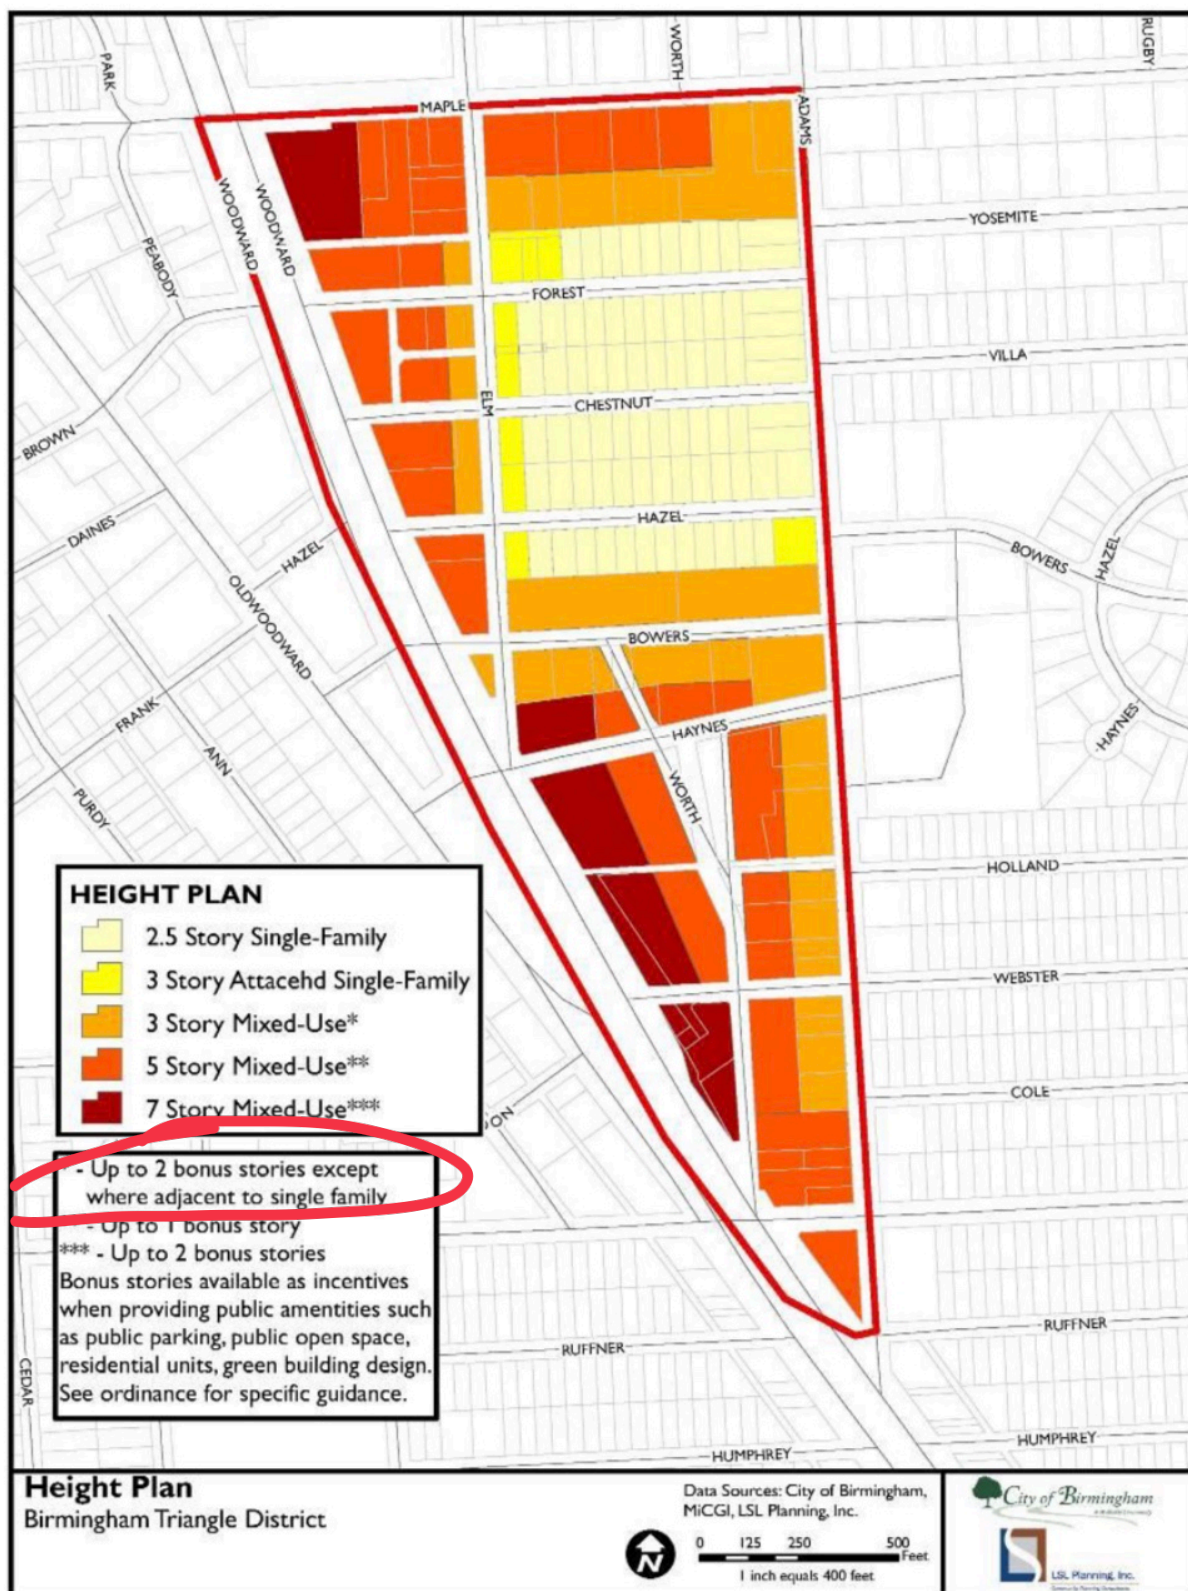 PARK
WORTH
RUGBY
MAPLE
ADAMS
WOODWARD
WOODWARD
PEABODY
YOSEMITE
FOREST
VILLA
ELM
CHESTNUT
BROWN
HAZEL
DAINES
HAZEL
BOWERS
HAZEL
OLDWOODWARD
BOWERS
FRANK
ANN
HAYNES
HAYNES
PURDY
WORTH
HOLLAND
WEBSTER
COLE
HEIGHT PLAN
2.5 Story Single-Family
3 Story Attacehd Single-Family
3 Story Mixed-Use*
5 Story Mixed-Use**
7 Story Mixed-Use***
ON
- Up to 2 bonus stories except
where adjacent to single family
- Up to 1 bonus story
*** - Up to 2 bonus stories
Bonus stories available as incentives
when providing public amentities such
as public parking, public open space,
residential units, green building design.
See ordinance for specific guidance.
CEDAR
RUFFNER
RUFFNER
HUMPHREY
HUMPHREY
Height Plan
Birmingham Triangle District
Data Sources: City of Birmingham,
MiCGI, LSL Planning, Inc.
N
0 125 250 500
Feet
1 inch equals 400 feet
City of Birmingham
LSL Planning, Inc.